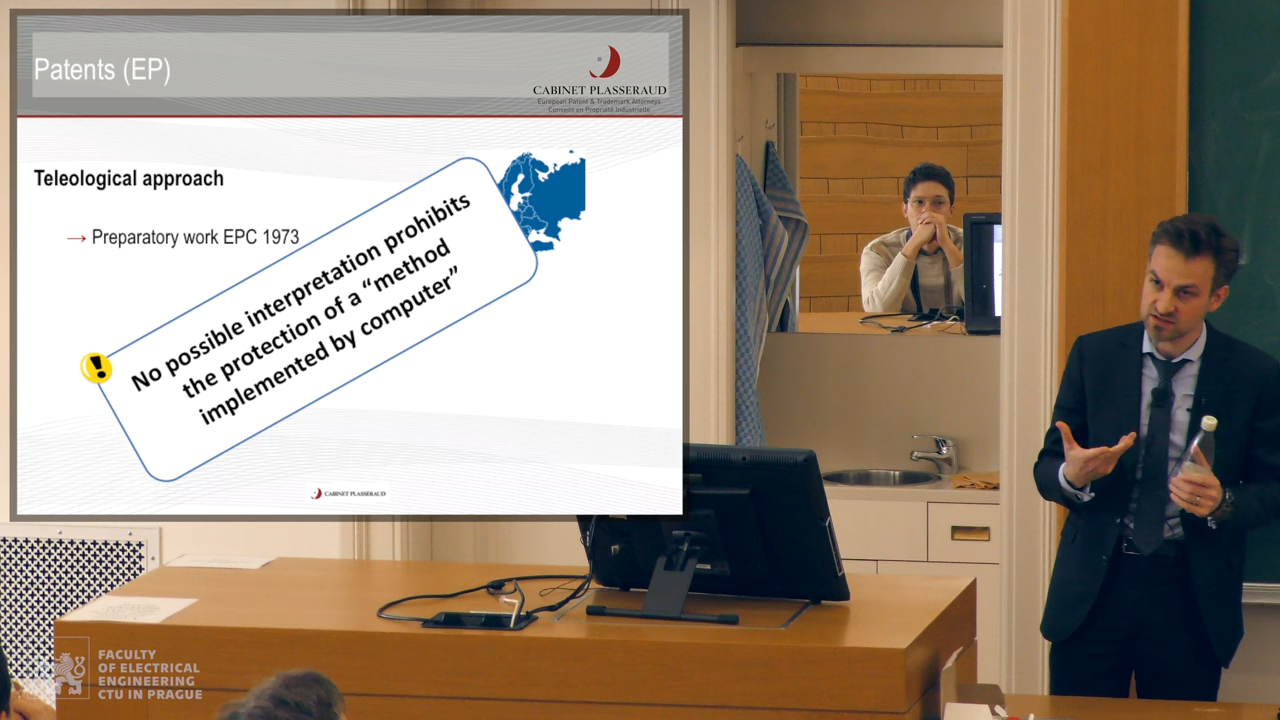 Patents (EP)
CABINET PLASSERAUD
European Patent & Trademark Attorneys
Conseils en Propriété Industrielle
Teleological approach
→ Preparatory work EPC 1973
No possible interpretation prohibits
the protection of a “method
implemented by computer”
!
CABINET PLASSERAUD
FACULTY
OF ELECTRICAL
ENGINEERING
CTU IN PRAGUE